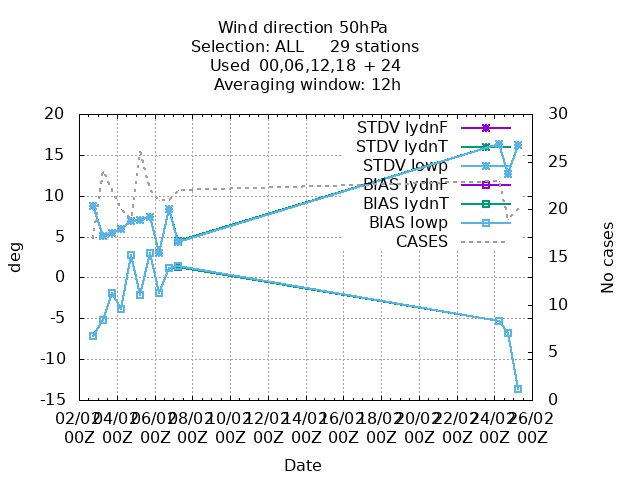 Wind direction 50hPa
Selection: ALL 29 stations
Used 00,06,12,18 + 24
Averaging window: 12h
20 30
STDV lydnF
STDV lydnT
15 25
STDV lowp
BIAS lydnF
10 20
BIAS lydnT
BIAS lowp
CASES
5 15
deg
0
No cases
-5 10
-10 5
-15 0
02/02 04/02 06/02 08/02 10/02 12/02 14/02 16/02 18/02 20/02 22/02 24/02 26/02
00Z 00Z 00Z 00Z 00Z 00Z 00Z 00Z 00Z 00Z 00Z 00Z 00Z
Date